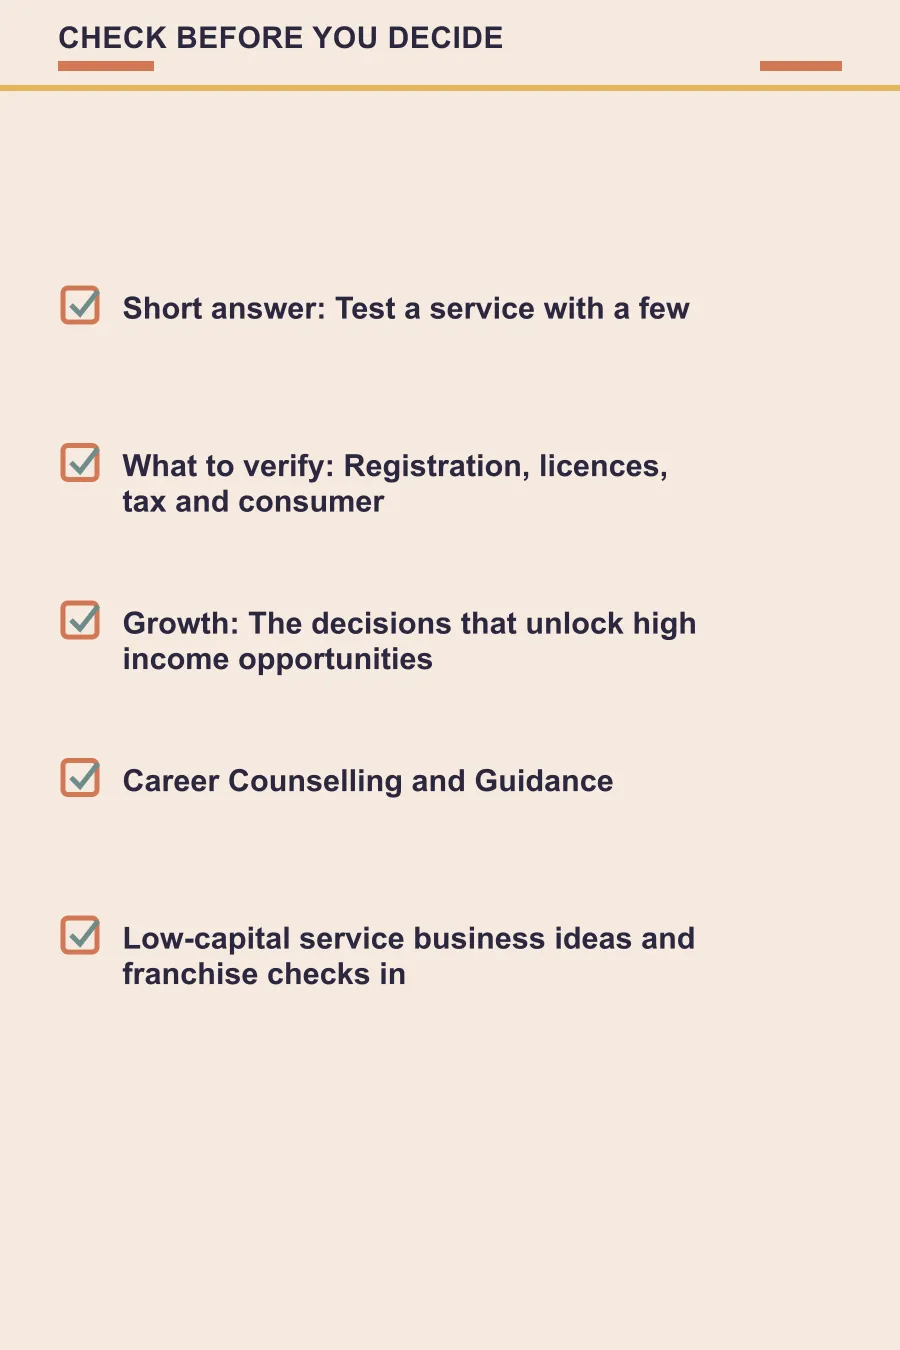 CHECK BEFORE YOU DECIDE
Short answer: Test a service with a few
What to verify: Registration, licences,
tax and consumer
Growth: The decisions that unlock high
income opportunities
Career Counselling and Guidance
Low-capital service business ideas and
franchise checks in